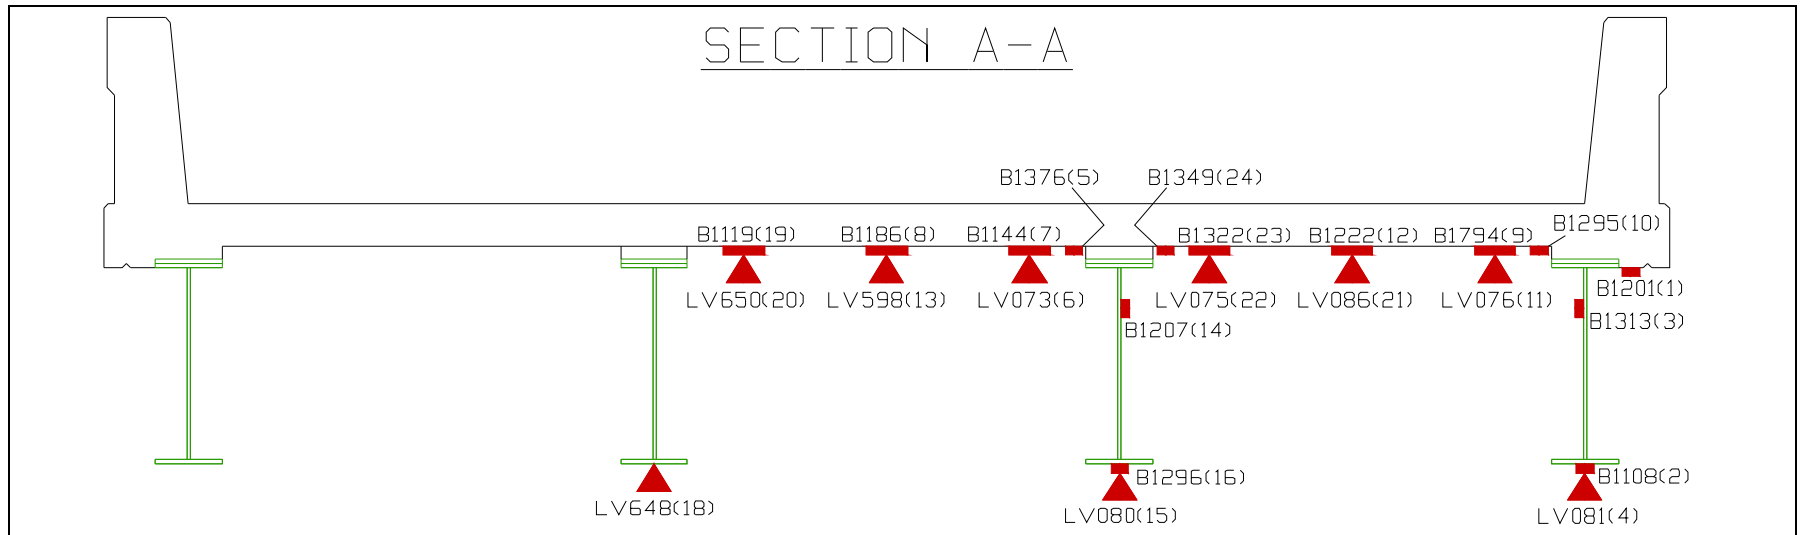 SECTION A-A
B1376(5) B1349(24)
B1295(10)
B1119(19) B1186(8) B1144(7) B1322(23) B1222(12) B1794(9)
B1201(1)
LV650(20) LV598(13) LV073(6) LV075(22) LV086(21) LV076(11)
B1313(3)
B1207(14)
B1296(16) B1108(2)
LV648(18)
LV080(15) LV081(4)